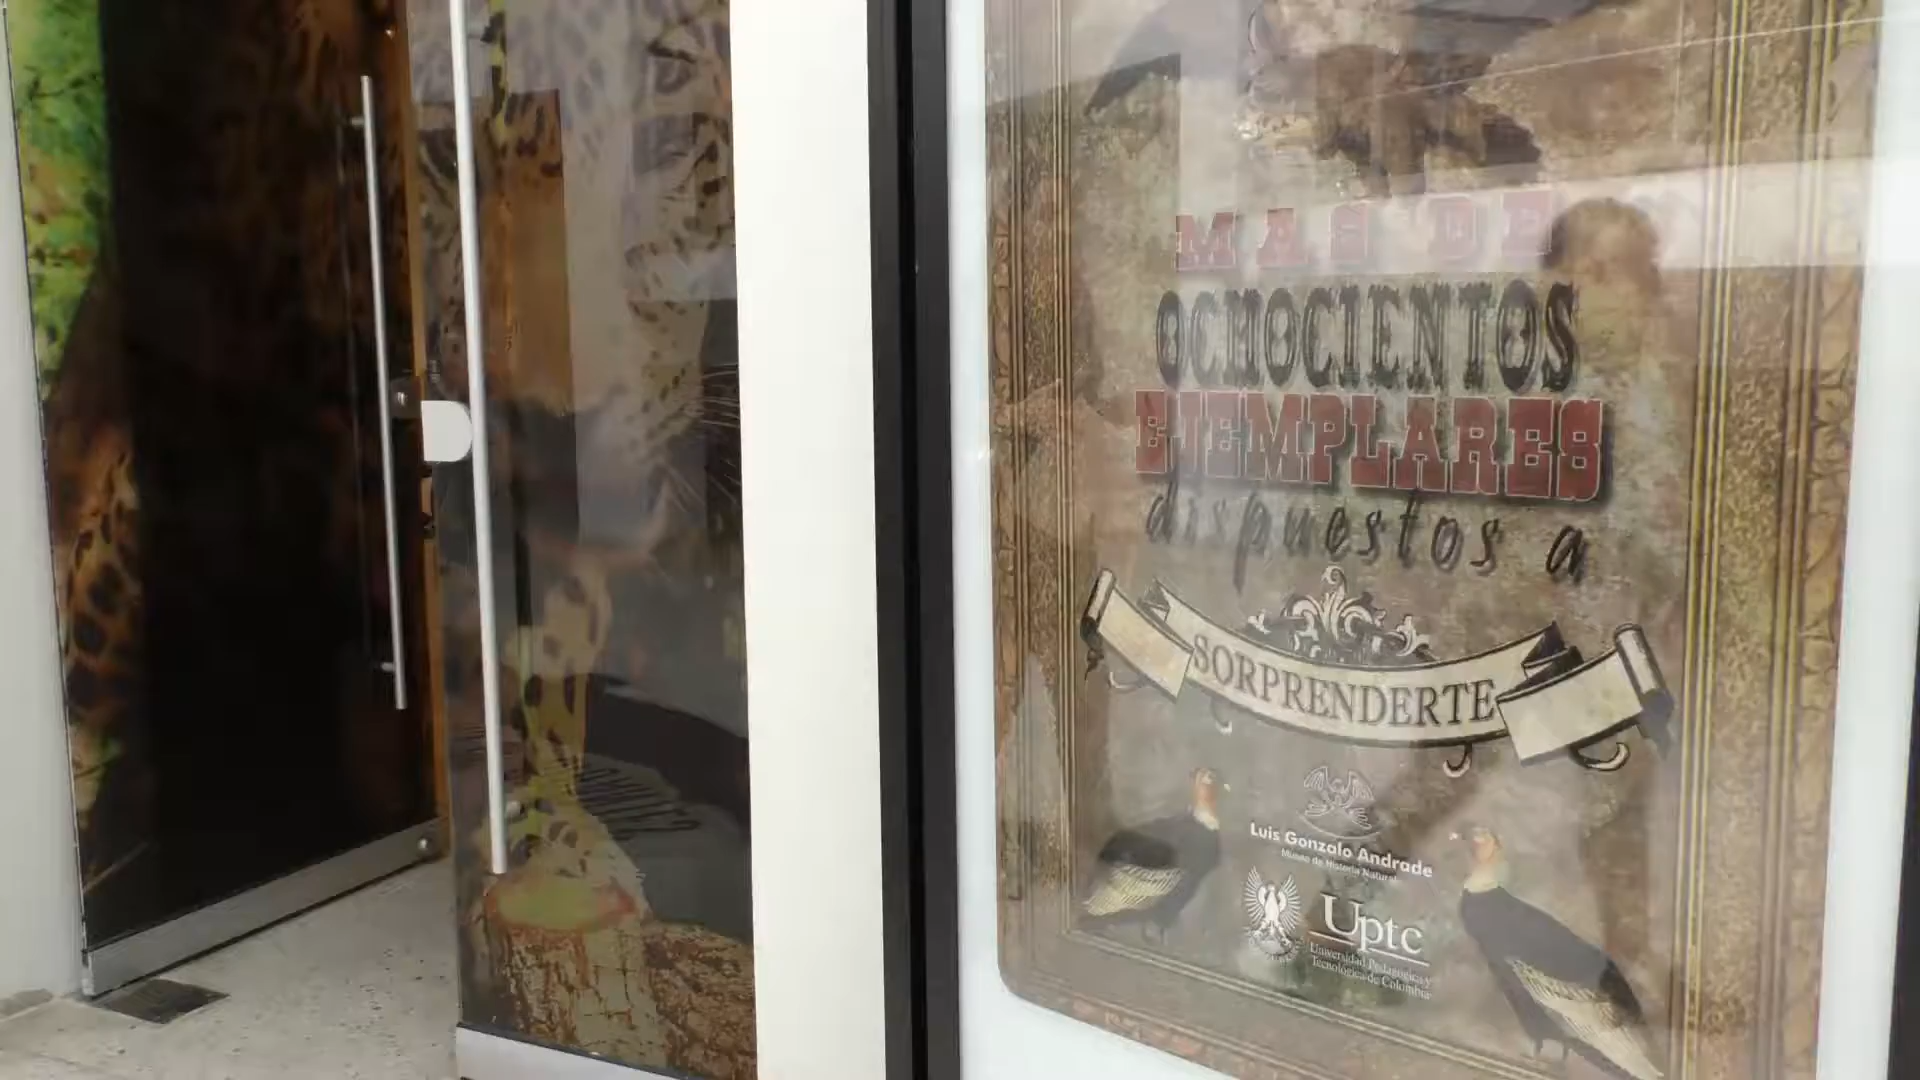 MAS DE
OCHOCIENTOS
EJEMPLARES
dispuestos a
SORPRENDERTE
Luis Gonzalo Andrade
Museo de Historia Natural
Uptc
Universidad Pedagógica y
Tecnológica de Colombia